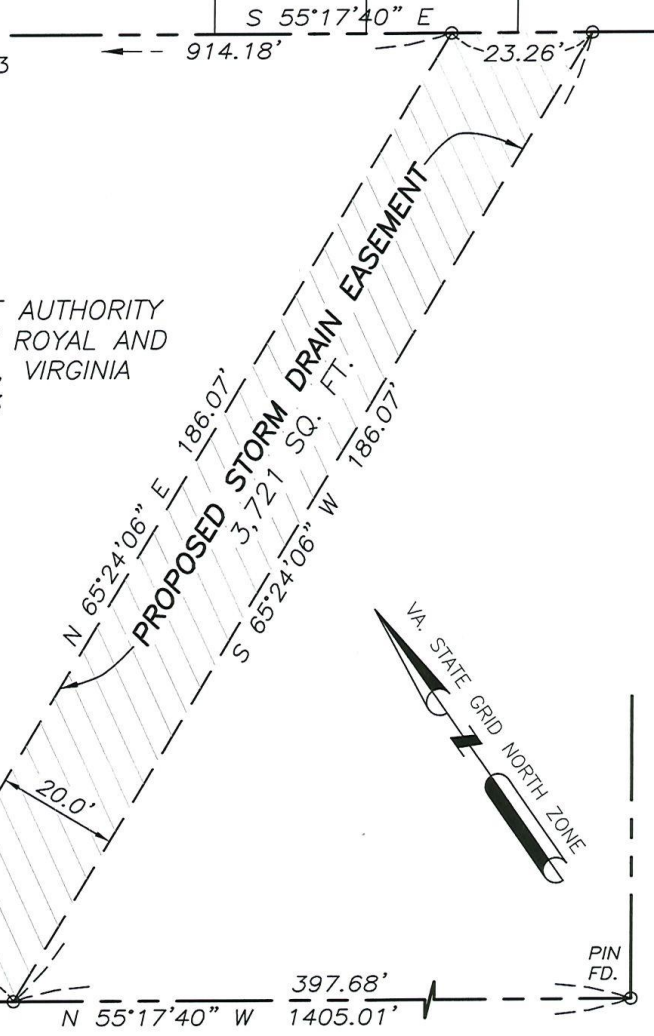 S 55°17'40" E
914.18'
23.26'
3
AUTHORITY
ROYAL AND
VIRGINIA
N 65°24'06" E 186.07'
PROPOSED STORM DRAIN EASEMENT
3,721 SQ. FT.
S 65°24'06" W 186.07'
VA. STATE GRID NORTH ZONE
20.0'
PIN
FD.
397.68'
N 55°17'40" W 1405.01'